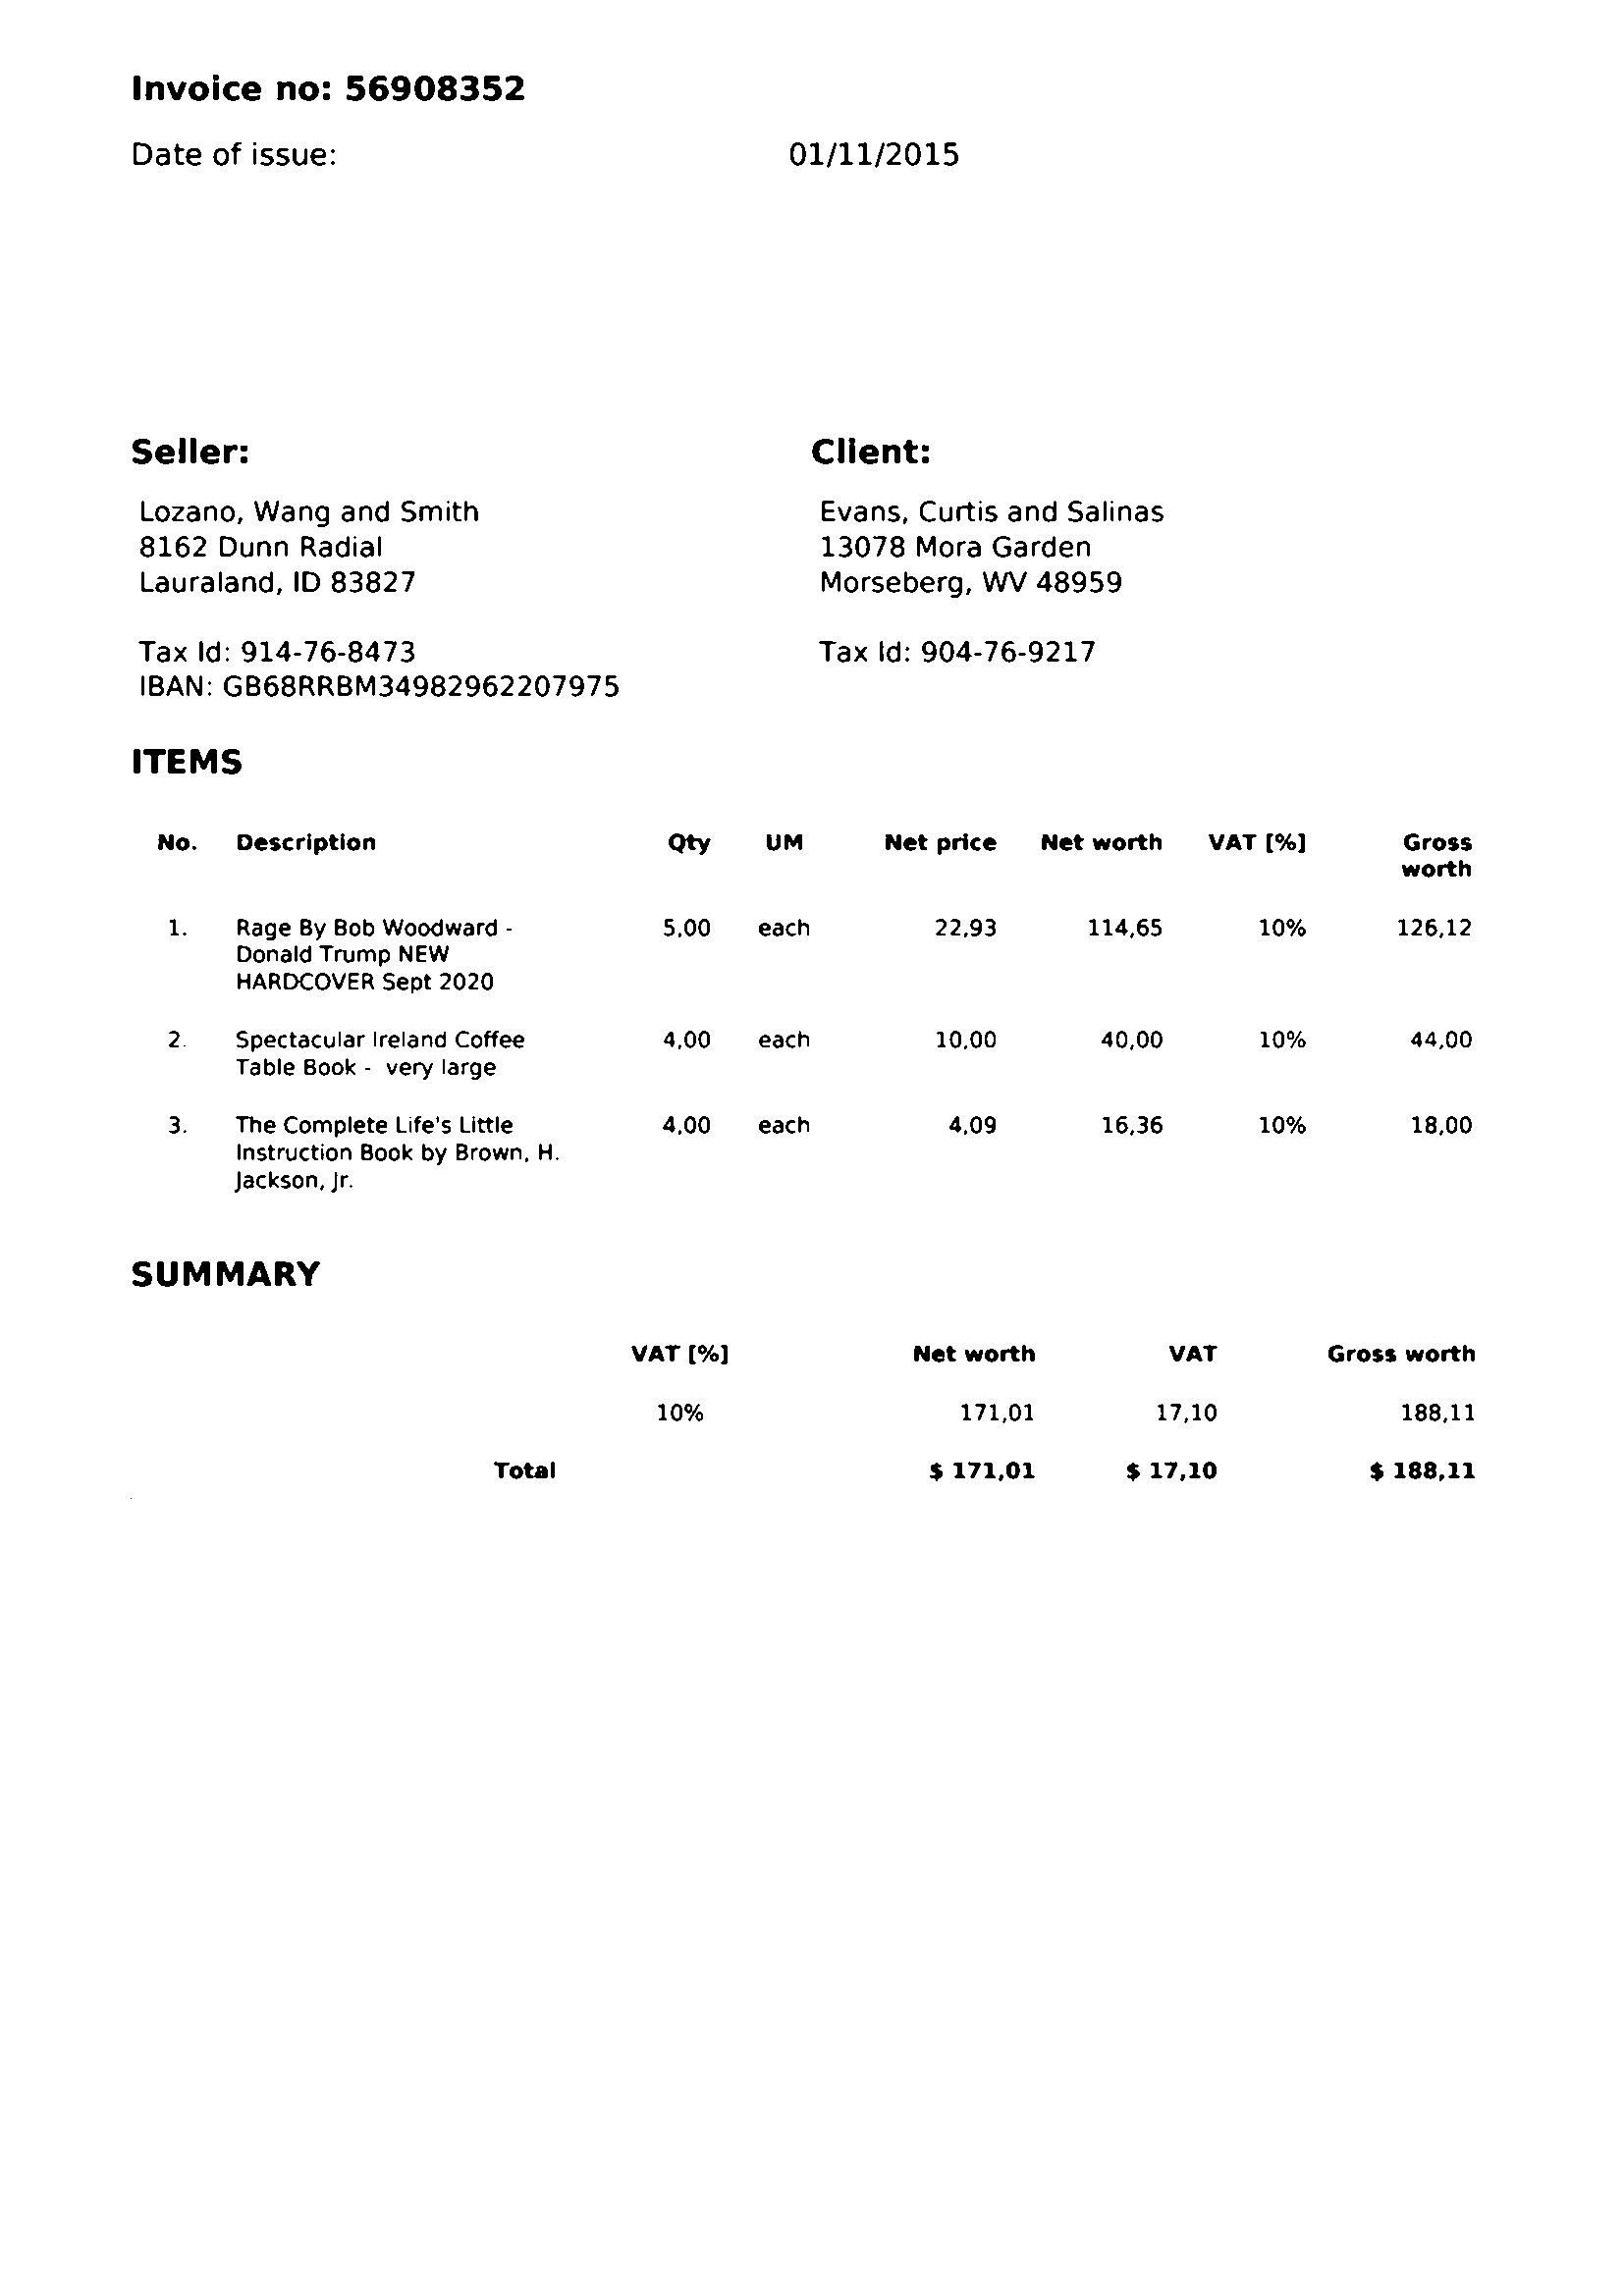 Invoice no: 56908352
Date of issue: 01/11/2015
Seller: Client:
Lozano, Wang and Smith Evans, Curtis and Salinas
8162 Dunn Radial 13078 Mora Garden
Lauraland, ID 83827 Morseberg, WV 48959
Tax Id: 914-76-8473 Tax Id: 904-76-9217
IBAN: GB68RRBM34982962207975
ITEMS
No. Description Qty UM Net price Net worth VAT [%] Gross
worth
1. Rage By Bob Woodward - 5,00 each 22,93 114,65 10% 126,12
Donald Trump NEW
HARDCOVER Sept 2020
2. Spectacular Ireland Coffee 4,00 each 10,00 40,00 10% 44,00
Table Book - very large
3. The Complete Life's Little 4,00 each 4,09 16,36 10% 18,00
Instruction Book by Brown, H.
Jackson, Jr.
SUMMARY
VAT [%] Net worth VAT Gross worth
10% 171,01 17,10 188,11
Total $ 171,01 $ 17,10 $ 188,11